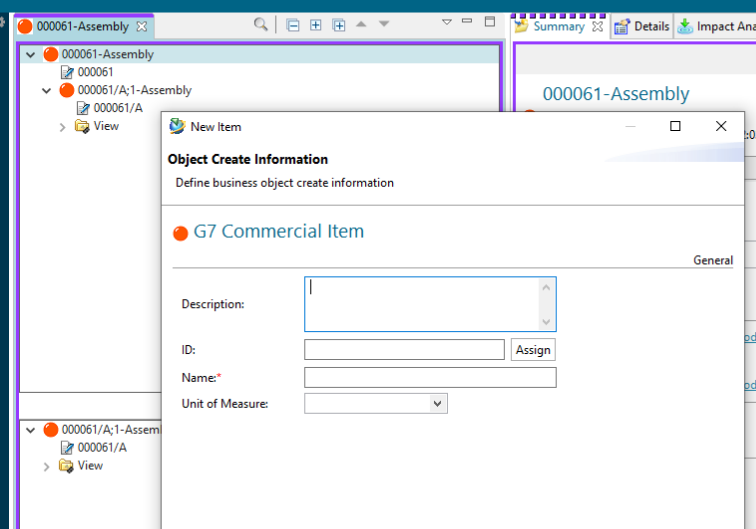 000061-Assembly
000061-Assembly
000061
000061/A;1-Assembly
000061/A
View
Summary
Details
Impact Ana
000061-Assembly
New Item
Object Create Information
Define business object create information
G7 Commercial Item
General
Description:
ID:
Assign
Name:*
Unit of Measure:
000061/A;1-Assem
000061/A
View